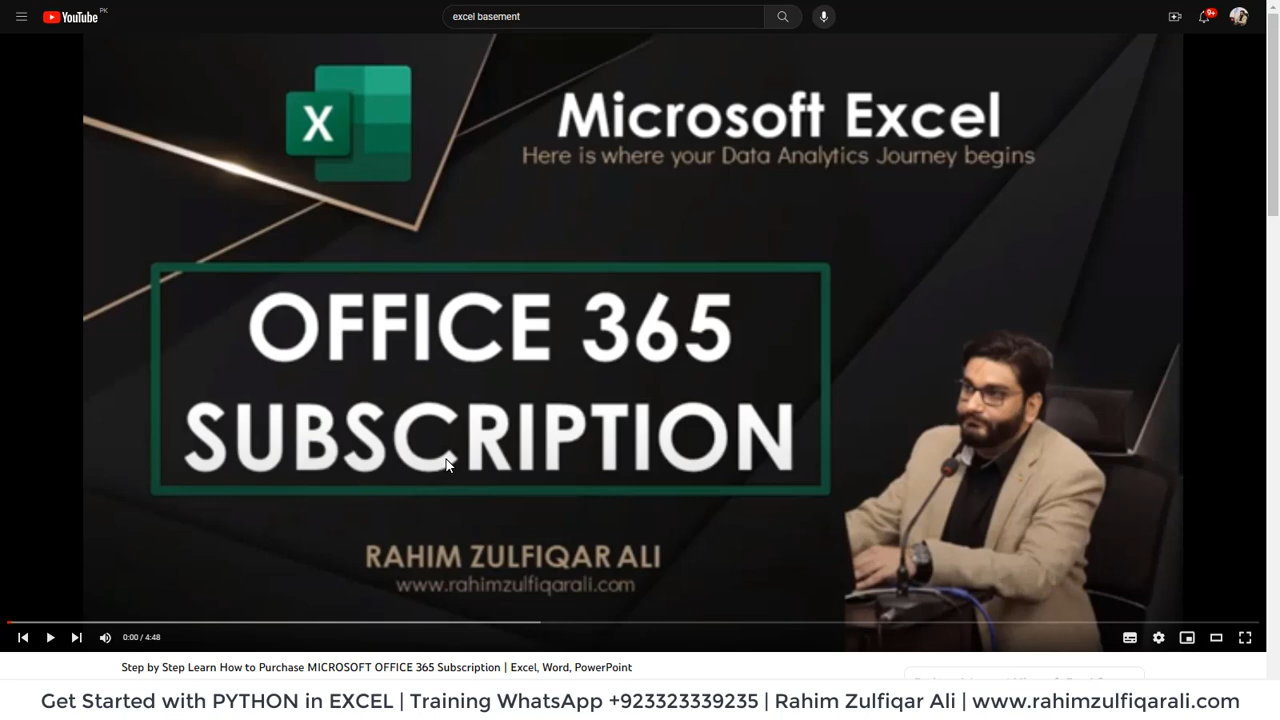 YouTube PK
excel basement
9+
X
Microsoft Excel
Here is where your Data Analytics Journey begins
OFFICE 365
SUBSCRIPTION
RAHIM ZULFIQAR ALI
www.rahimzulfiqarali.com
0:00 / 4:48
Step by Step Learn How to Purchase MICROSOFT OFFICE 365 Subscription | Excel, Word, PowerPoint
Get Started with PYTHON in EXCEL | Training WhatsApp +923323339235 | Rahim Zulfiqar Ali | www.rahimzulfiqarali.com